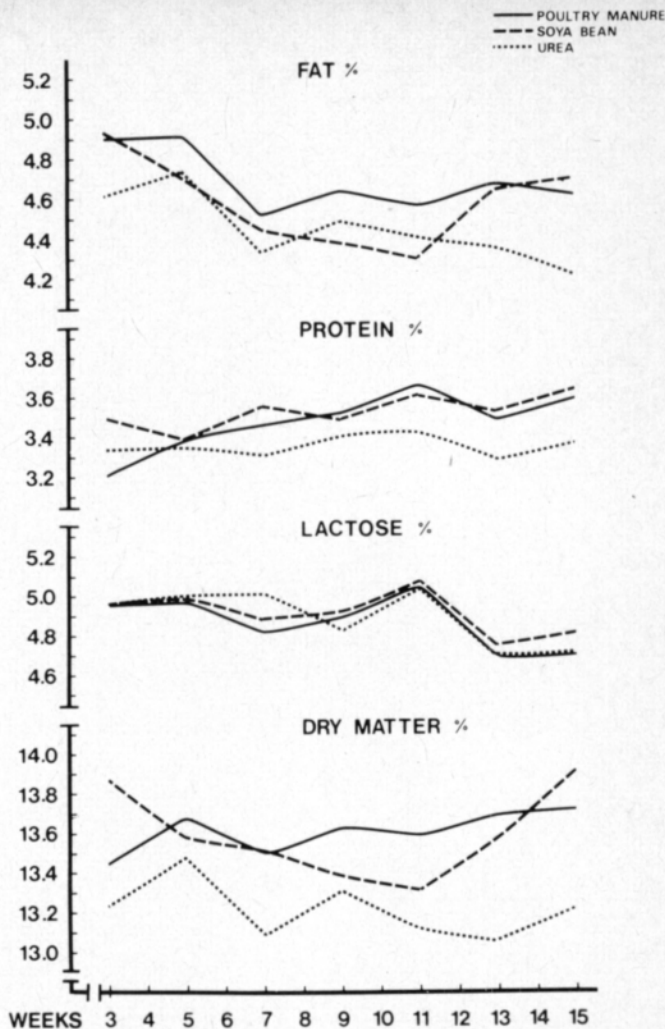 POULTRY MANURE
SOYA BEAN
UREA
FAT %
5.2
5.0
4.8
4.6
4.4
4.2
PROTEIN %
3.8
3.6
3.4
3.2
LACTOSE %
5.2
5.0
4.8
4.6
DRY MATTER %
14.0
13.8
13.6
13.4
13.2
13.0
WEEKS 3 4 5 6 7 8 9 10 11 12 13 14 15